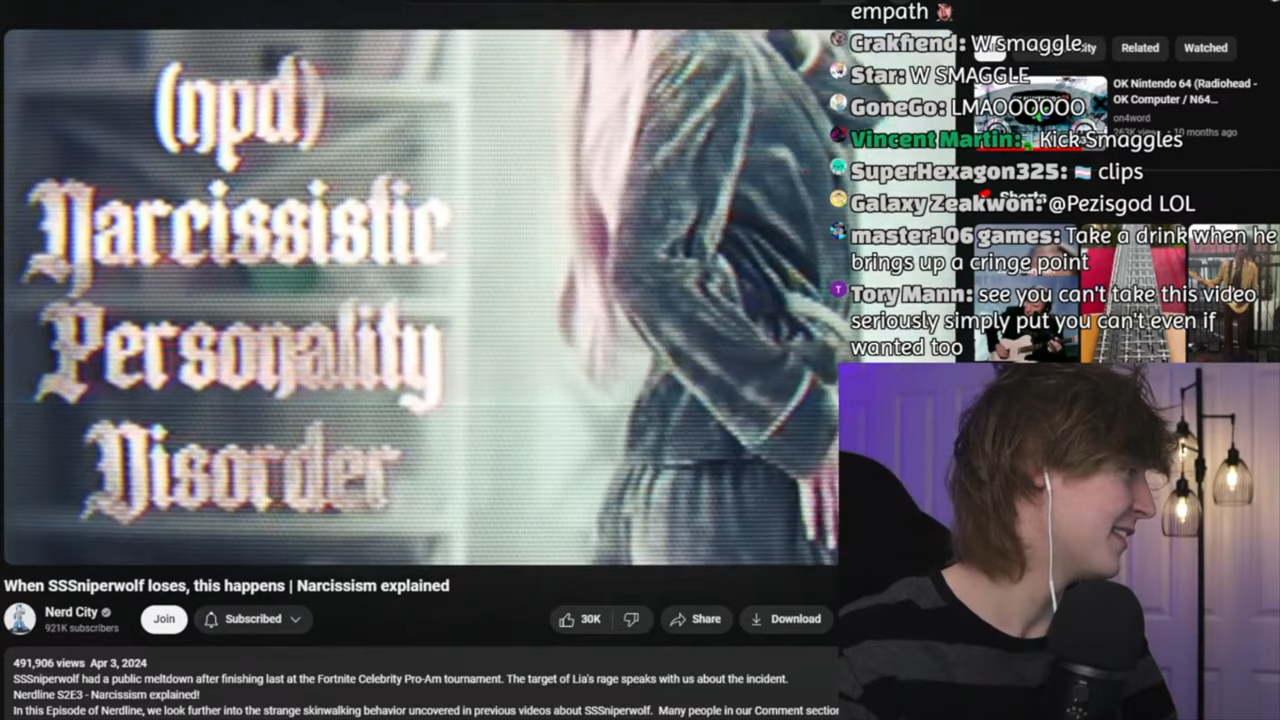 (npd)
Narcissistic
Personality
Disorder
When SSSniperwolf loses, this happens | Narcissism explained
Nerd City
921K subscribers
Join
Subscribed
30K
Share
Download
491,906 views Apr 3, 2024
SSSniperwolf had a public meltdown after finishing last at the Fortnite Celebrity Pro-Am tournament. The target of Lia's rage speaks with us about the incident.
Nerdline S2E3 - Narcissism explained!
In this Episode of Nerdline, we look further into the strange skinwalking behavior uncovered in previous videos about SSSniperwolf. Many people in our Comment section
empath
Crakfiend: W smaggle
Star: W SMAGGLE
GoneGo: LMAOOOOOO
Vincent Martin: Kick Smaggles
SuperHexagon325: clips
Galaxy Zeakwon: @Pezisgod LOL
master106 games: Take a drink when he
brings up a cringe point
Tory Mann: see you can't take this video
seriously simply put you can't even if
wanted too
Related
Watched
OK Nintendo 64 (Radiohead -
OK Computer / N64...
on4word
10 months ago
Shorts